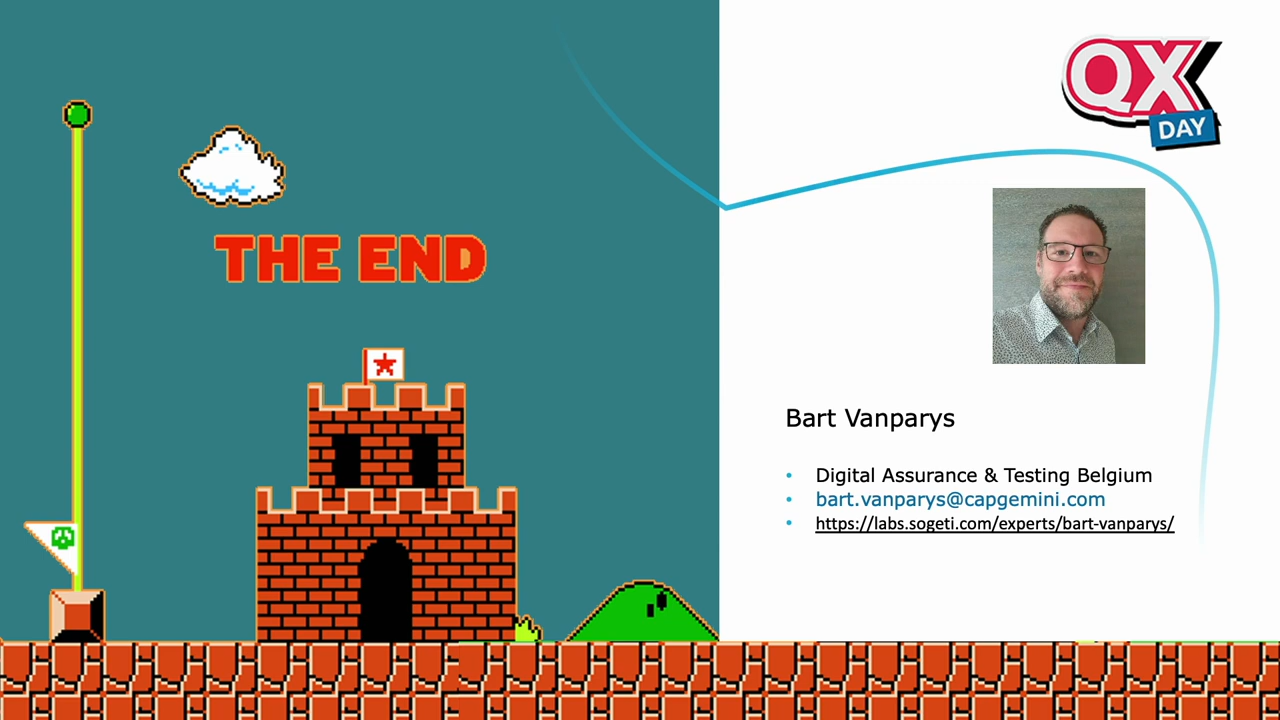 THE END
QX
DAY
Bart Vanparys
• Digital Assurance & Testing Belgium
• bart.vanparys@capgemini.com
• https://labs.sogeti.com/experts/bart-vanparys/